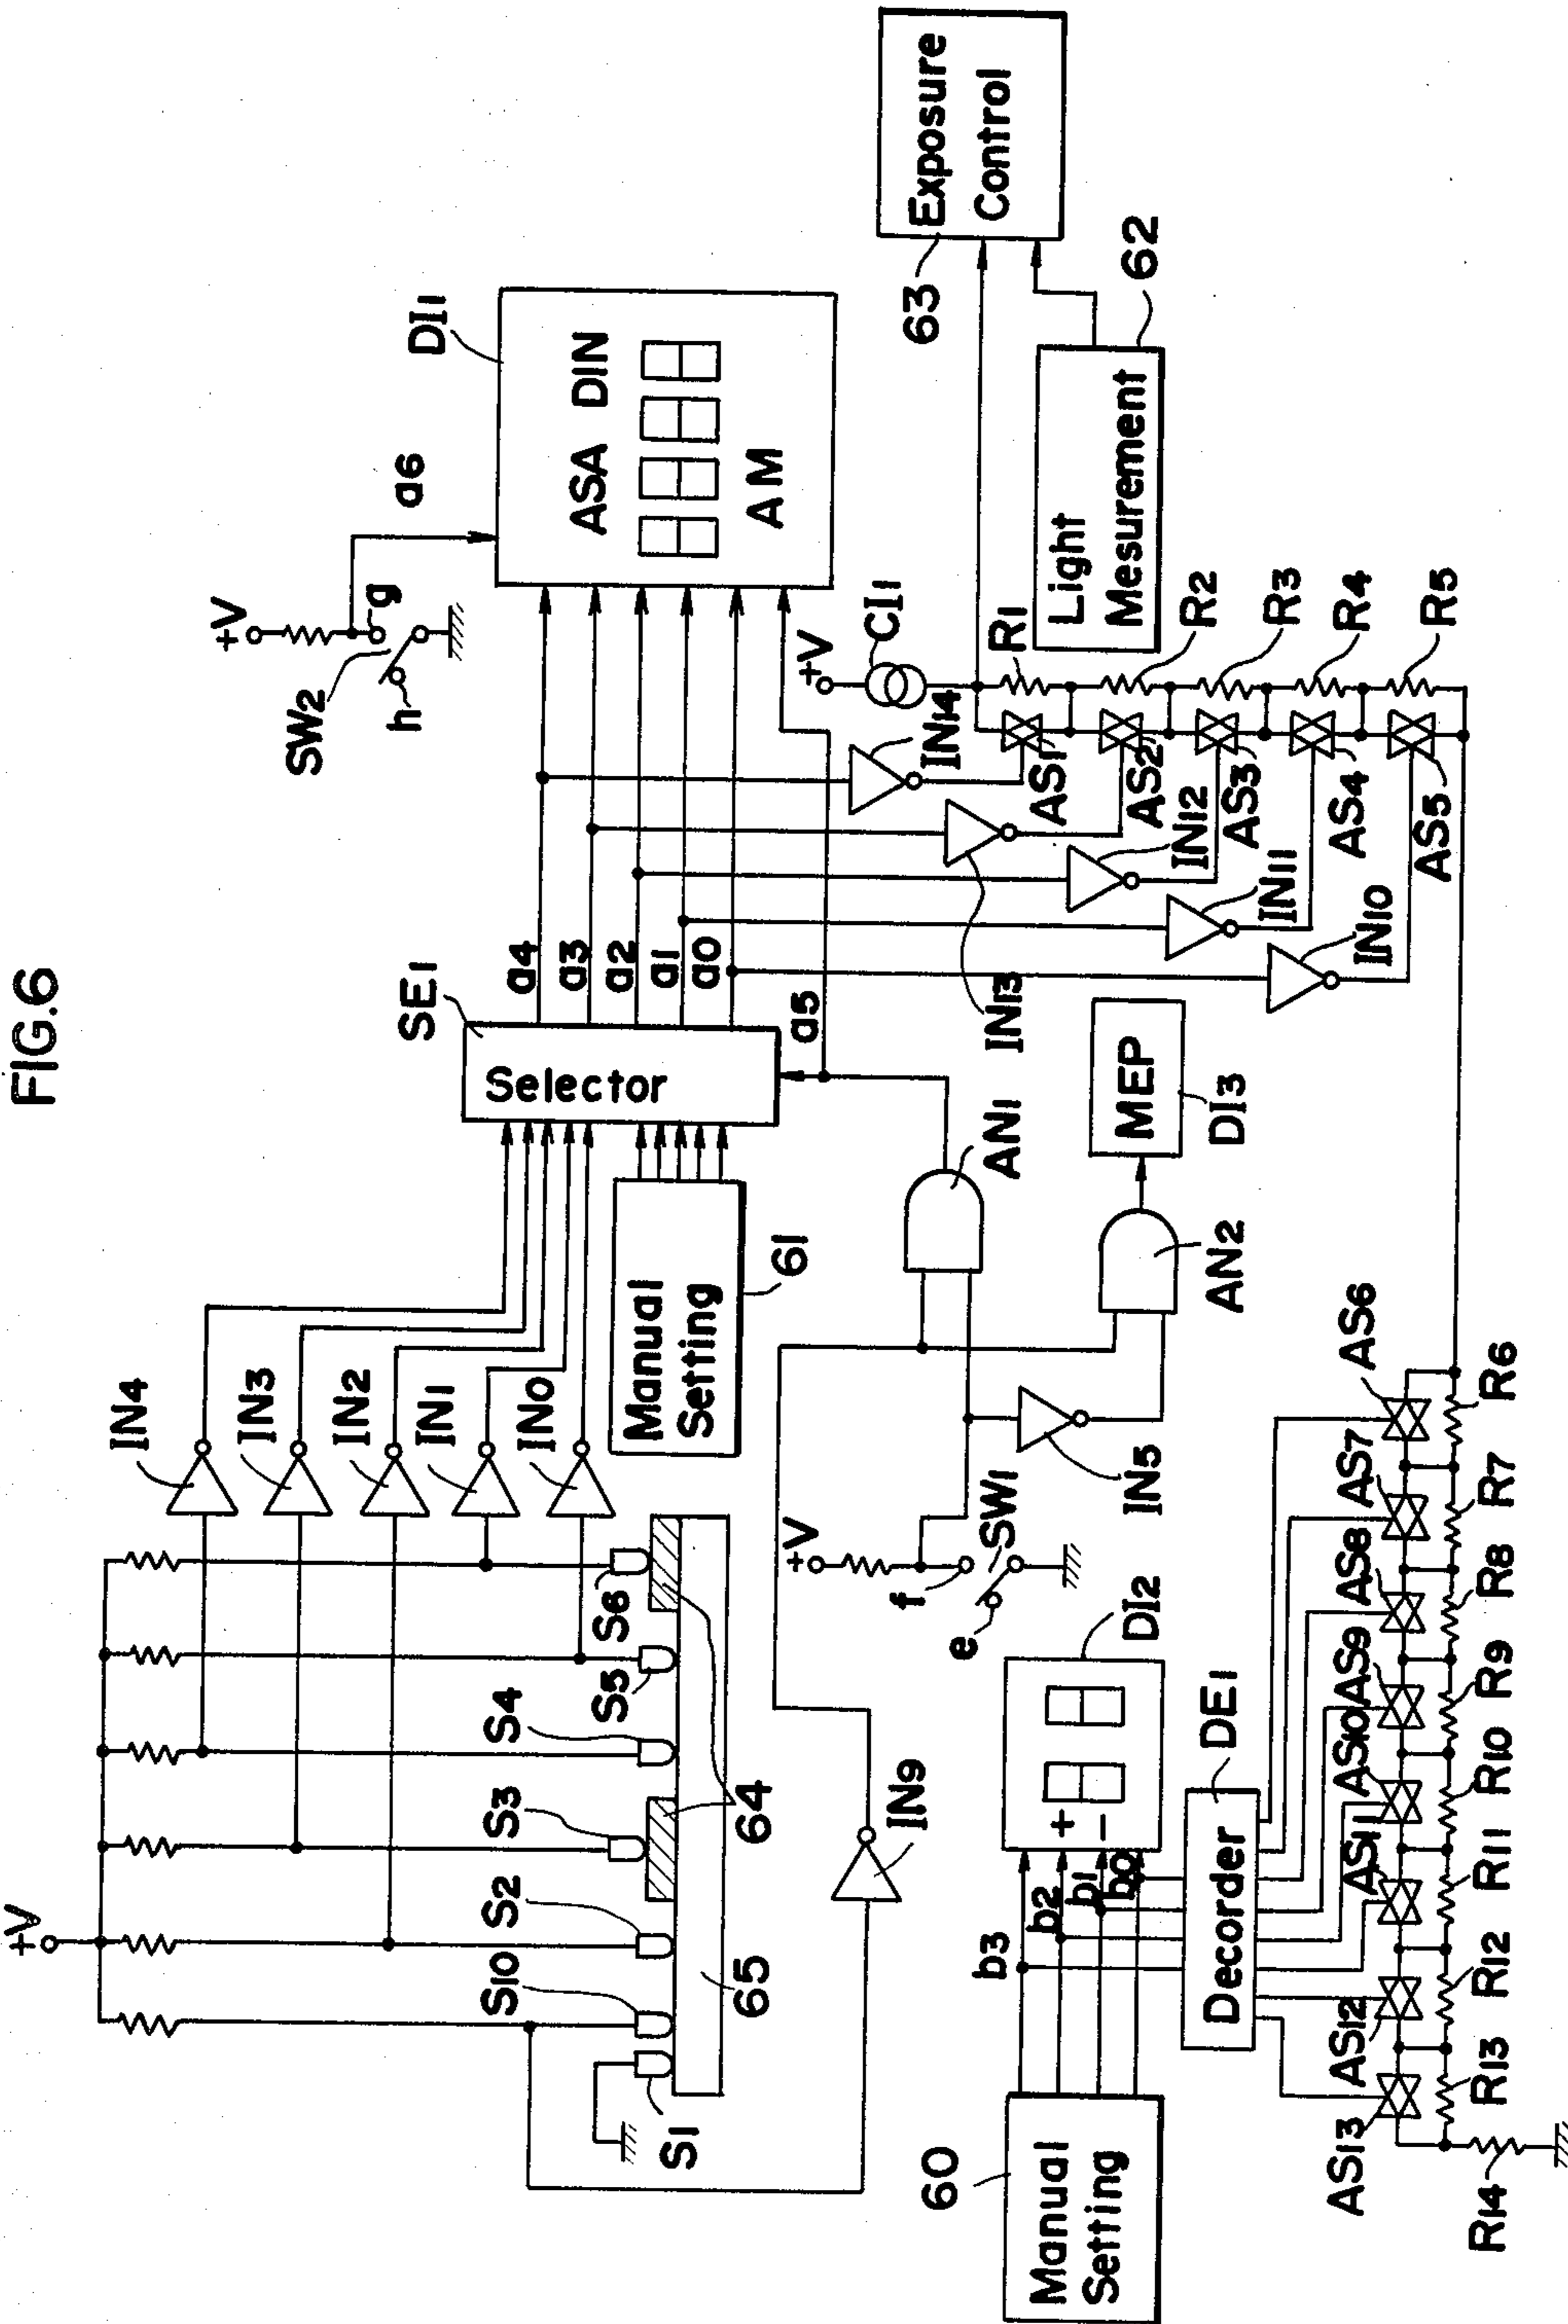 FIG.6
+V
IN4
IN3
IN2
IN1
IN0
S10
S2
S3
S4
S5
S6
S1
65
64
SE1
Selector
Manual
Setting
61
a4
a3
a2
a1
a0
a5
+V
SW2
g
h
a6
DI1
ASA DIN
AM
+V
CI1
63
Exposure
Control
Light
Mesurement
62
IN14
IN13
IN12
IN11
IN10
AS1
AS2
AS3
AS4
AS5
R1
R2
R3
R4
R5
IN9
+V
f
e
SW1
IN5
AN1
AN2
MEP
DI3
60
Manual
Setting
b3
b2
b1
b0
+
−
DI2
Decorder
DE1
AS13
AS12
AS11
AS10
AS9
AS8
AS7
AS6
R14
R13
R12
R11
R10
R9
R8
R7
R6